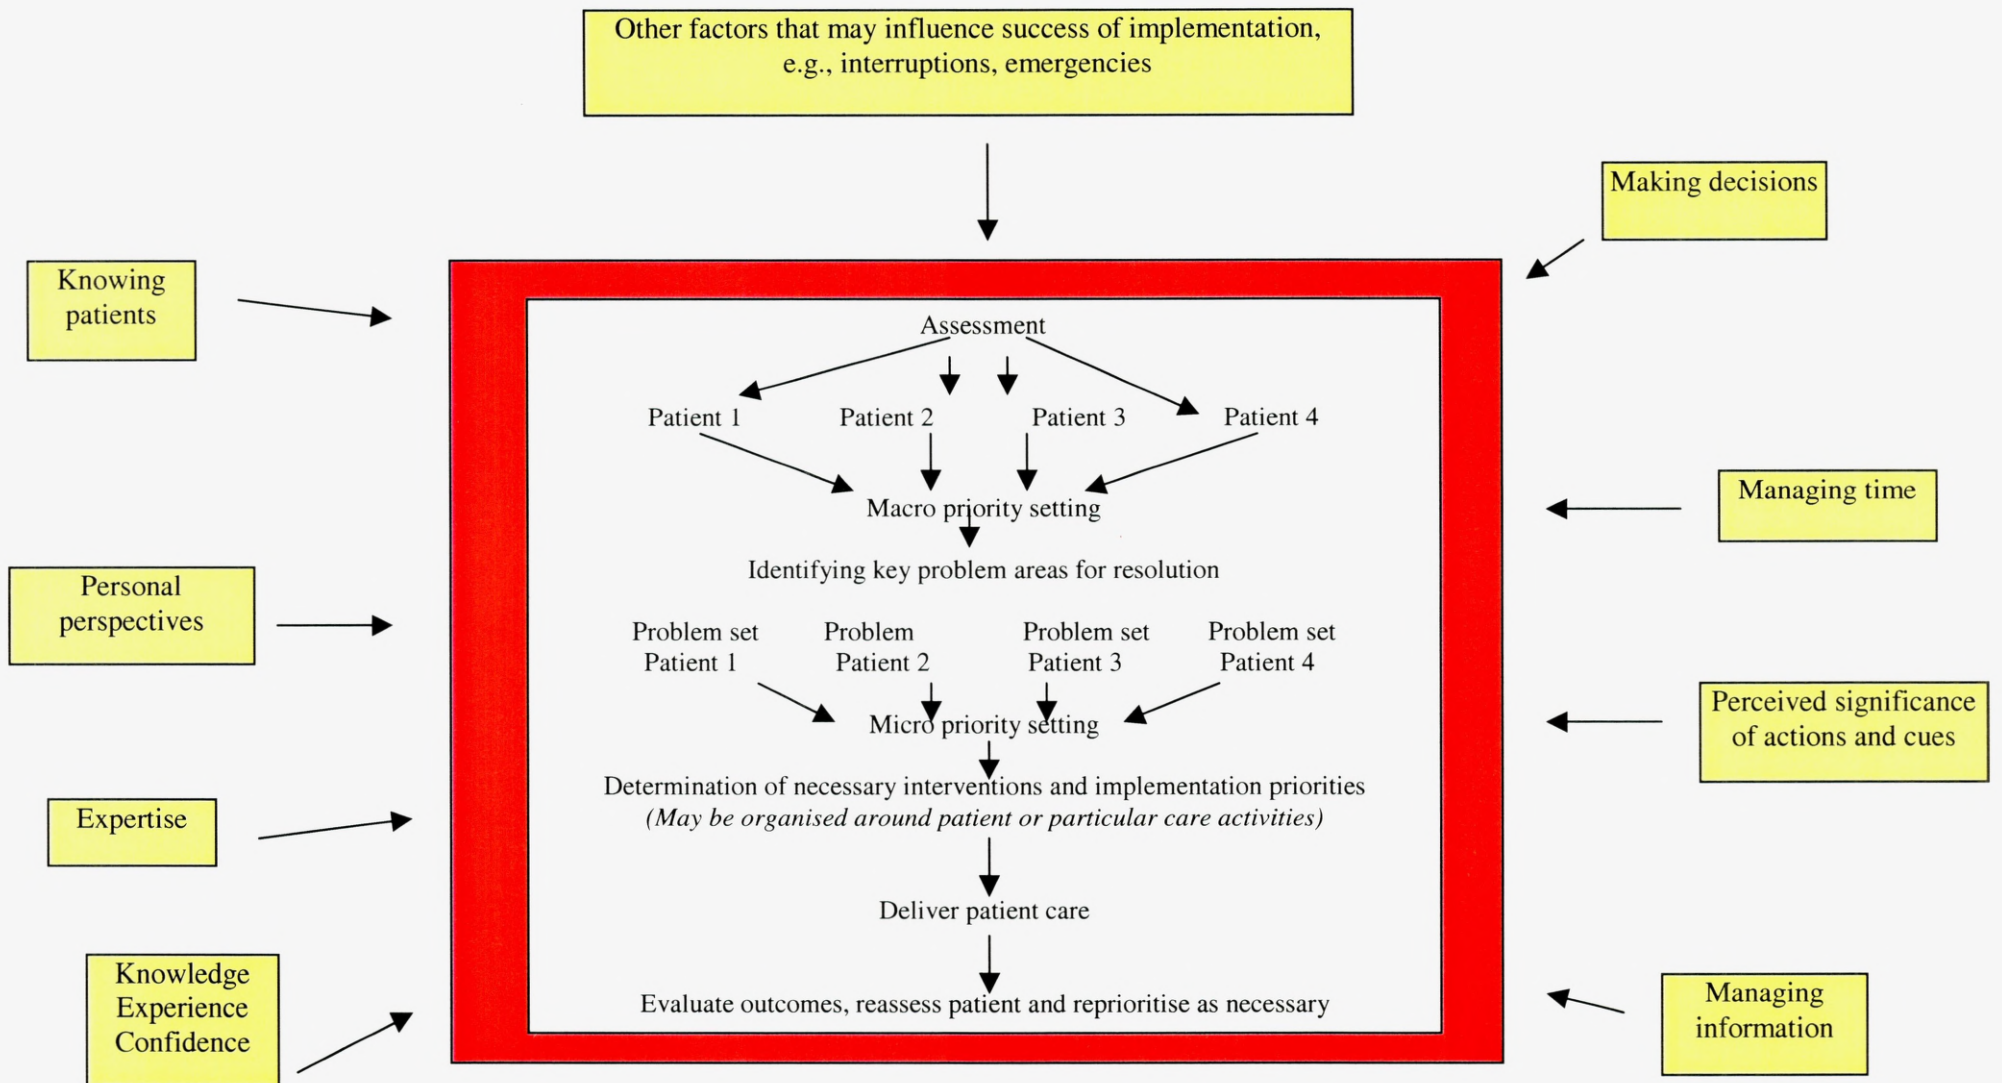 Other factors that may influence success of implementation,
e.g., interruptions, emergencies
Making decisions
Knowing
patients
Assessment
Patient 1 Patient 2 Patient 3 Patient 4
Macro priority setting
Managing time
Identifying key problem areas for resolution
Personal
perspectives
Problem set Problem Problem set Problem set
Patient 1 Patient 2 Patient 3 Patient 4
Micro priority setting
Perceived significance
of actions and cues
Determination of necessary interventions and implementation priorities
(May be organised around patient or particular care activities)
Expertise
Deliver patient care
Knowledge
Experience
Confidence
Evaluate outcomes, reassess patient and reprioritise as necessary
Managing
information